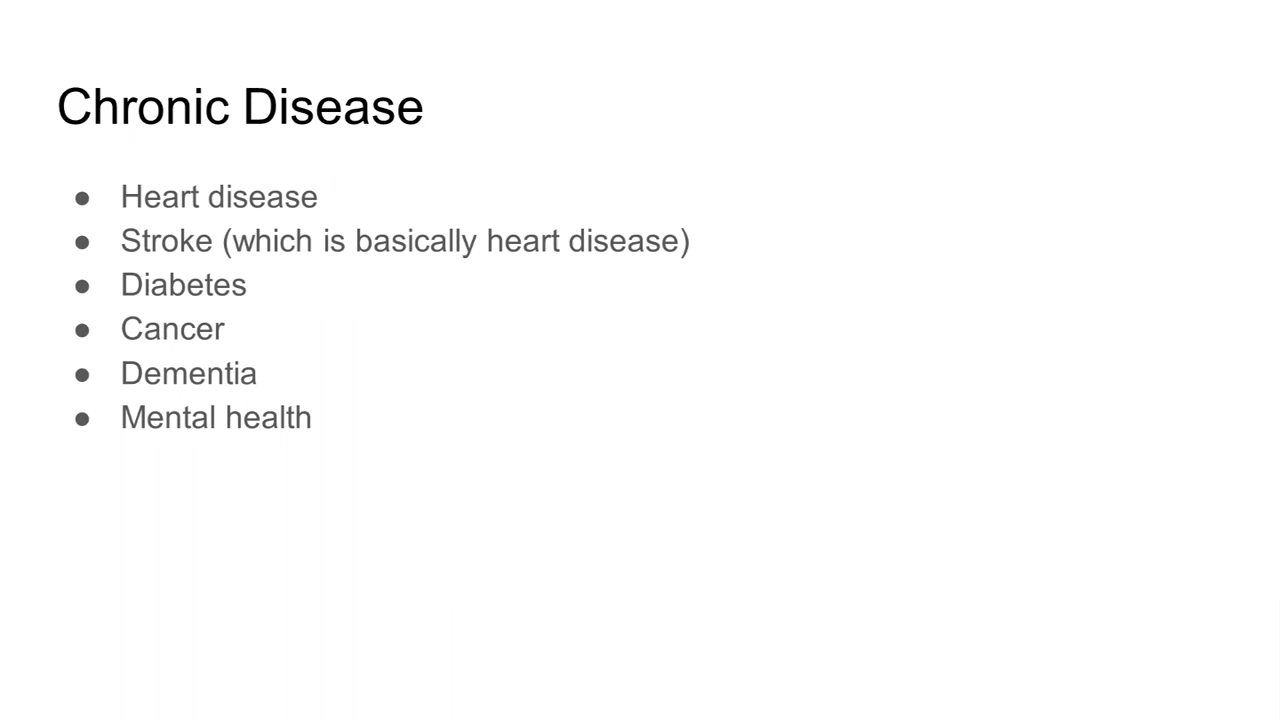 Chronic Disease
● Heart disease
● Stroke (which is basically heart disease)
● Diabetes
● Cancer
● Dementia
● Mental health